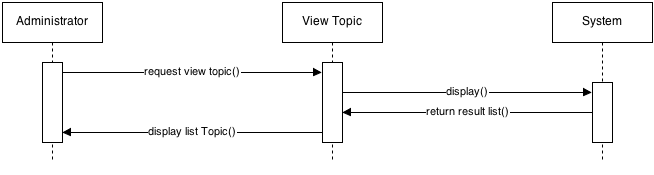 Administrator
View Topic
System
request view topic()
display()
return result list()
display list Topic()